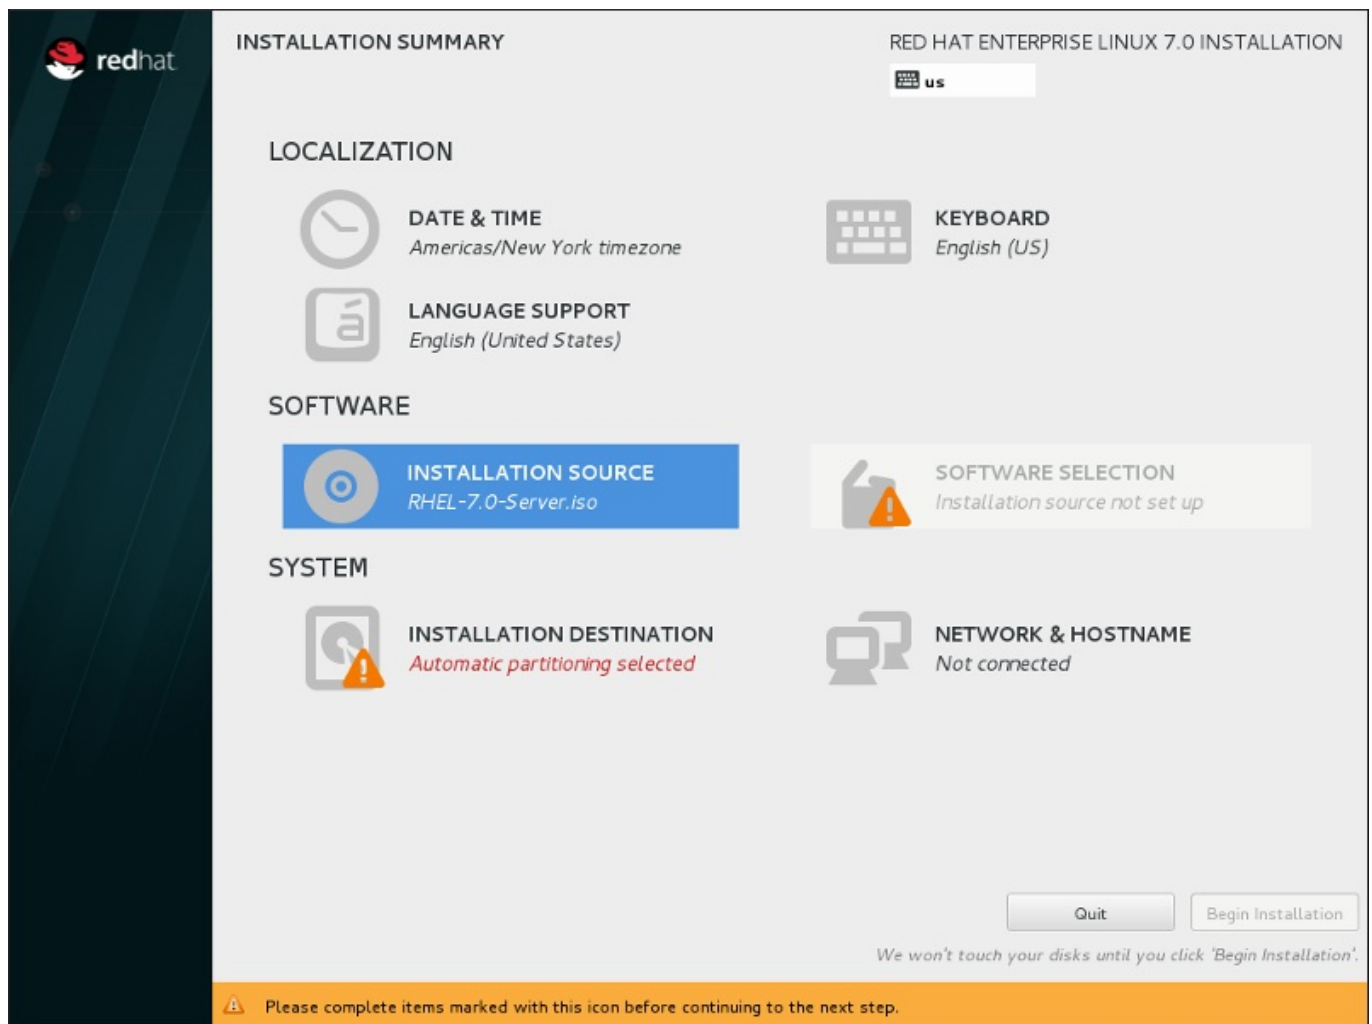 redhat
INSTALLATION SUMMARY
RED HAT ENTERPRISE LINUX 7.0 INSTALLATION
us
LOCALIZATION
DATE & TIME
Americas/New York timezone
KEYBOARD
English (US)
á
LANGUAGE SUPPORT
English (United States)
SOFTWARE
INSTALLATION SOURCE
RHEL-7.0-Server.iso
SOFTWARE SELECTION
Installation source not set up
SYSTEM
INSTALLATION DESTINATION
Automatic partitioning selected
NETWORK & HOSTNAME
Not connected
Quit
Begin Installation
We won't touch your disks until you click 'Begin Installation'.
Please complete items marked with this icon before continuing to the next step.